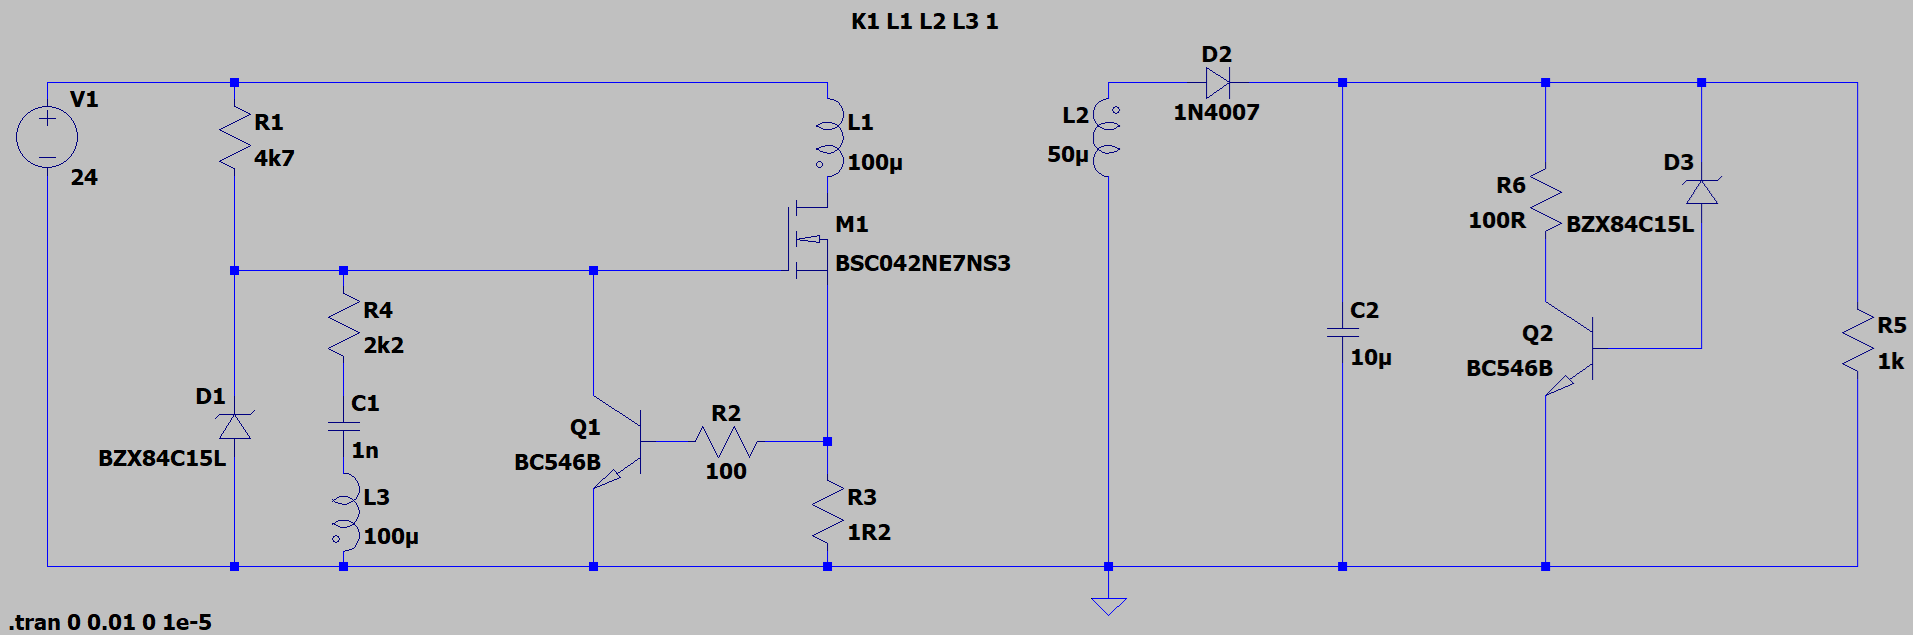 K1 L1 L2 L3 1
D2
1N4007
V1
24
R1
4k7
L1
100µ
L2
50µ
M1
BSC042NE7NS3
R6
100R
D3
BZX84C15L
R4
2k2
C2
10µ
Q2
BC546B
R5
1k
D1
BZX84C15L
C1
1n
Q1
BC546B
R2
100
L3
100µ
R3
1R2
.tran 0 0.01 0 1e-5